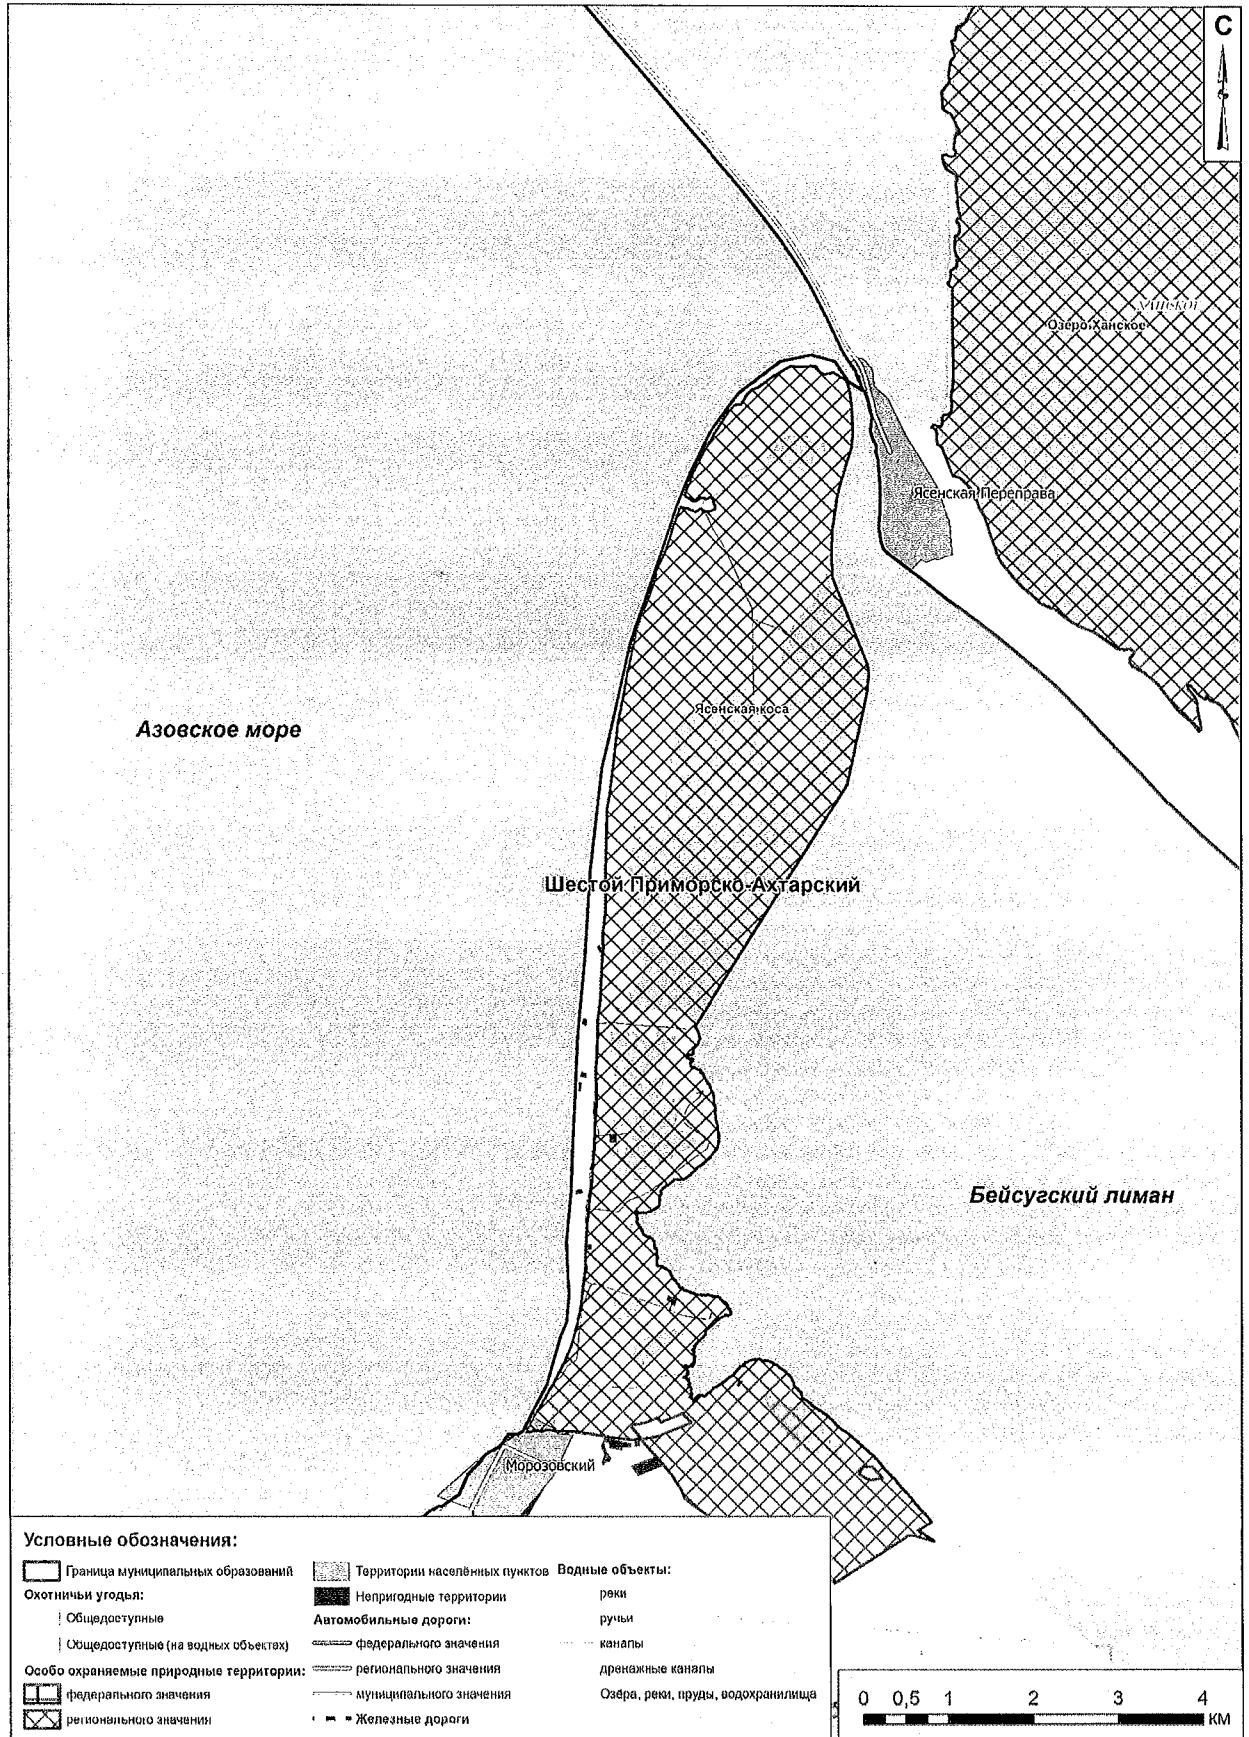 С
Озеро Ханское
Ясенская Переправа
Ясенская коса
Азовское море
Шестой Приморско-Ахтарский
Бейсугский лиман
Морозовский
Условные обозначения:
Граница муниципальных образований
Охотничьи угодья:
Общедоступные
Общедоступные (на водных объектах)
Особо охраняемые природные территории:
федерального значения
регионального значения
Территории населённых пунктов
Непригодные территории
Автомобильные дороги:
федерального значения
регионального значения
муниципального значения
Железные дороги
Водные объекты:
реки
ручьи
каналы
дренажные каналы
Озёра, реки, пруды, водохранилища
0 0,5 1 2 3 4
КМ